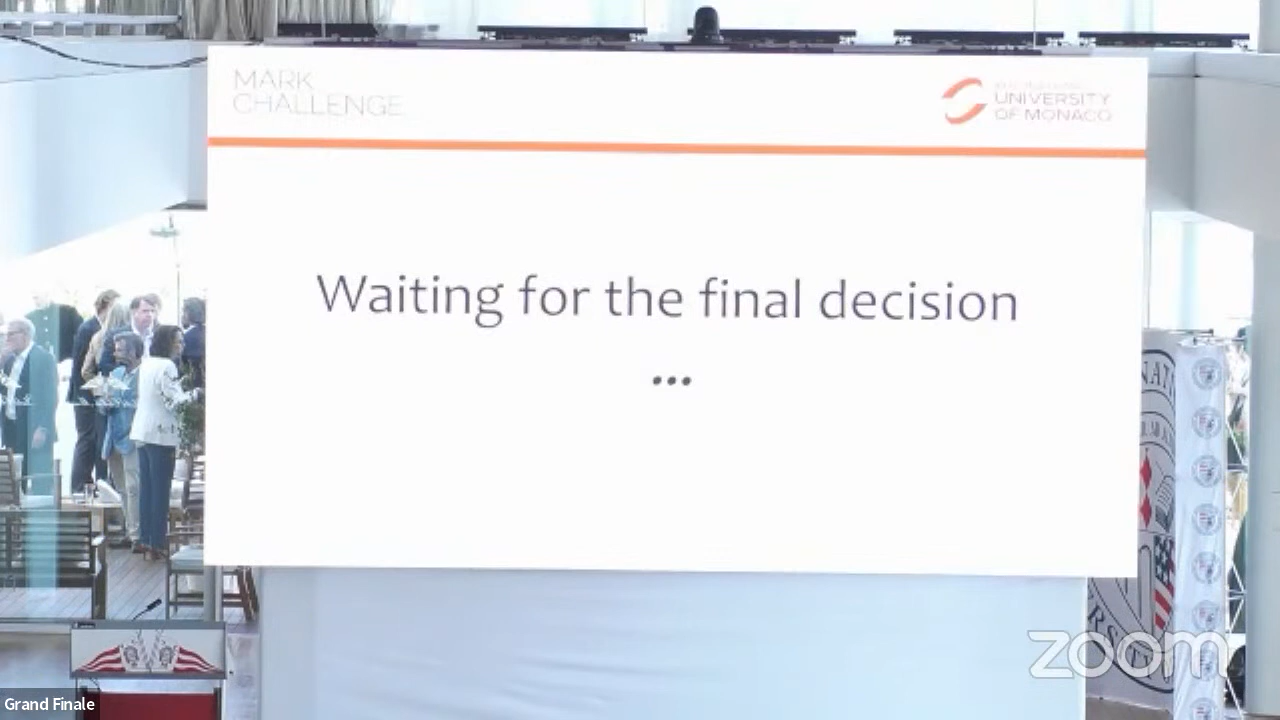 MARK
CHALLENGE
UNIVERSITY
OF MONACO
Waiting for the final decision
...
zoom
Grand Finale